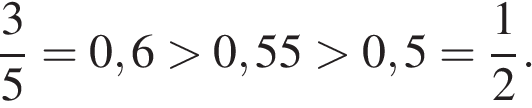 3/5 = 0,6 > 0,55 > 0,5 = 1/2.